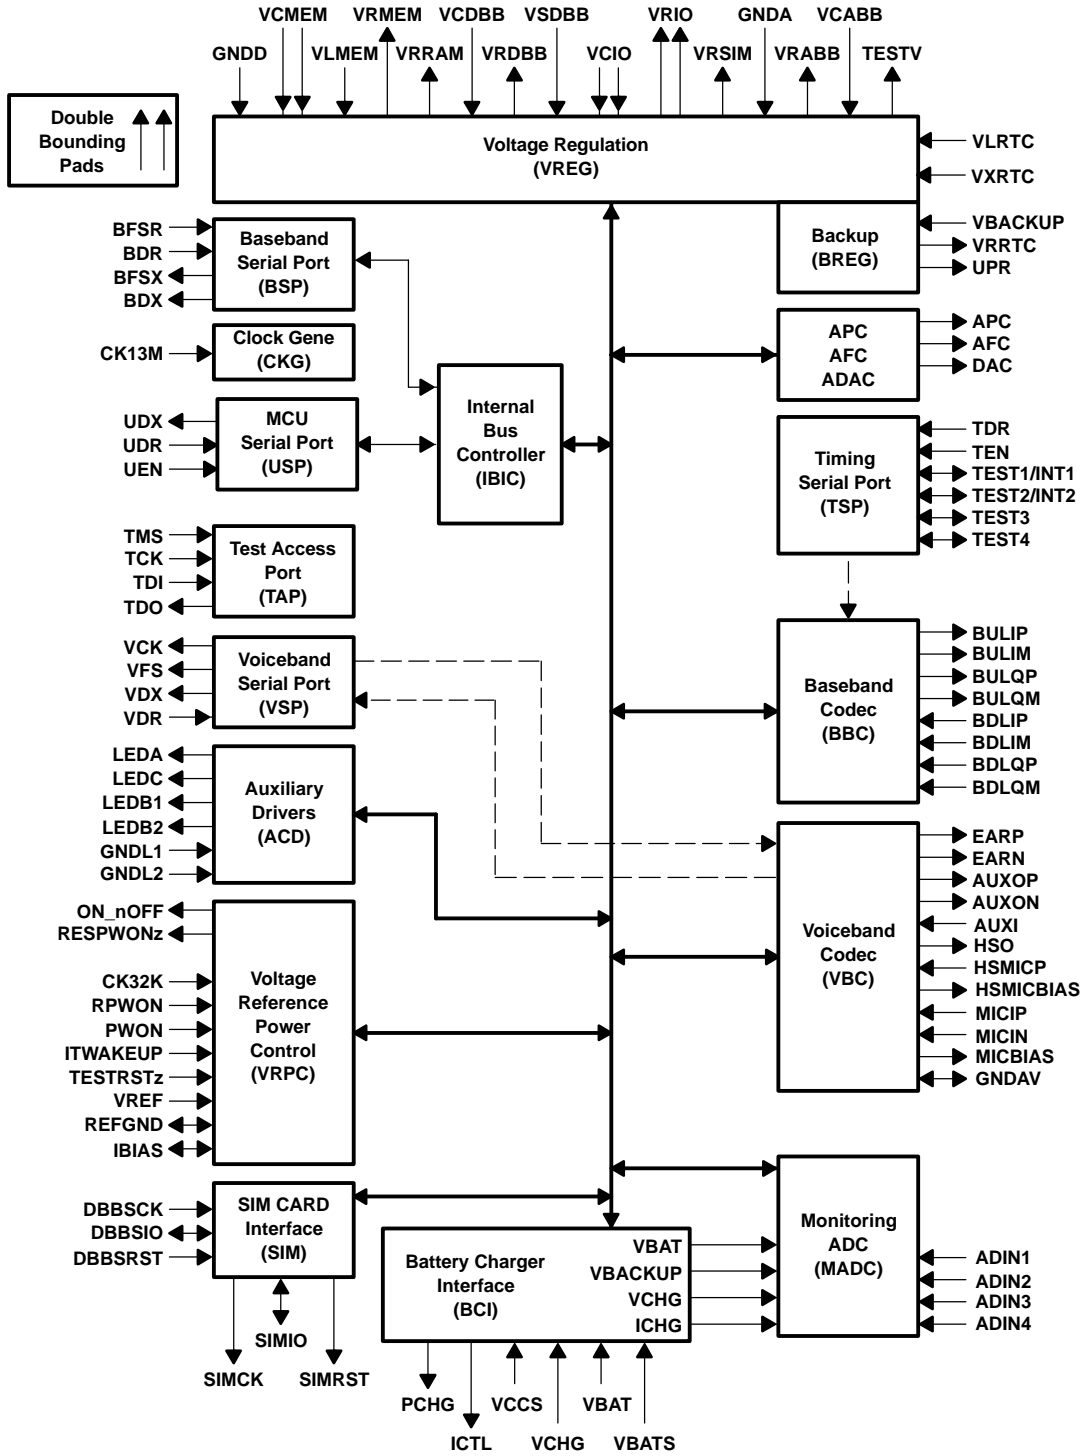 VCMEM VRMEM VCDBB VSDBB VRIO GNDA VCABB
GNDD VLMEM VRRAM VRDBB VCIO VRSIM VRABB TESTV
Double
Bounding
Pads
Voltage Regulation
(VREG)
VLRTC
VXRTC
BFSR
BDR
BFSX
BDX
Baseband
Serial Port
(BSP)
Backup
(BREG)
VBACKUP
VRRTC
UPR
CK13M
Clock Gene
(CKG)
APC
AFC
ADAC
APC
AFC
DAC
UDX
UDR
UEN
MCU
Serial Port
(USP)
Internal
Bus
Controller
(IBIC)
Timing
Serial Port
(TSP)
TDR
TEN
TEST1/INT1
TEST2/INT2
TEST3
TEST4
TMS
TCK
TDI
TDO
Test Access
Port
(TAP)
VCK
VFS
VDX
VDR
Voiceband
Serial Port
(VSP)
Baseband
Codec
(BBC)
BULIP
BULIM
BULQP
BULQM
BDLIP
BDLIM
BDLQP
BDLQM
LEDA
LEDC
LEDB1
LEDB2
GNDL1
GNDL2
Auxiliary
Drivers
(ACD)
Voiceband
Codec
(VBC)
EARP
EARN
AUXOP
AUXON
AUXI
HSO
HSMICP
HSMICBIAS
MICIP
MICIN
MICBIAS
GNDAV
ON_nOFF
RESPWONz
CK32K
RPWON
PWON
ITWAKEUP
TESTRSTz
VREF
REFGND
IBIAS
Voltage
Reference
Power
Control
(VRPC)
DBBSCK
DBBSIO
DBBSRST
SIM CARD
Interface
(SIM)
SIMCK
SIMIO
SIMRST
Battery Charger
Interface
(BCI)
VBAT
VBACKUP
VCHG
ICHG
Monitoring
ADC
(MADC)
ADIN1
ADIN2
ADIN3
ADIN4
PCHG VCCS VBAT
ICTL VCHG VBATS